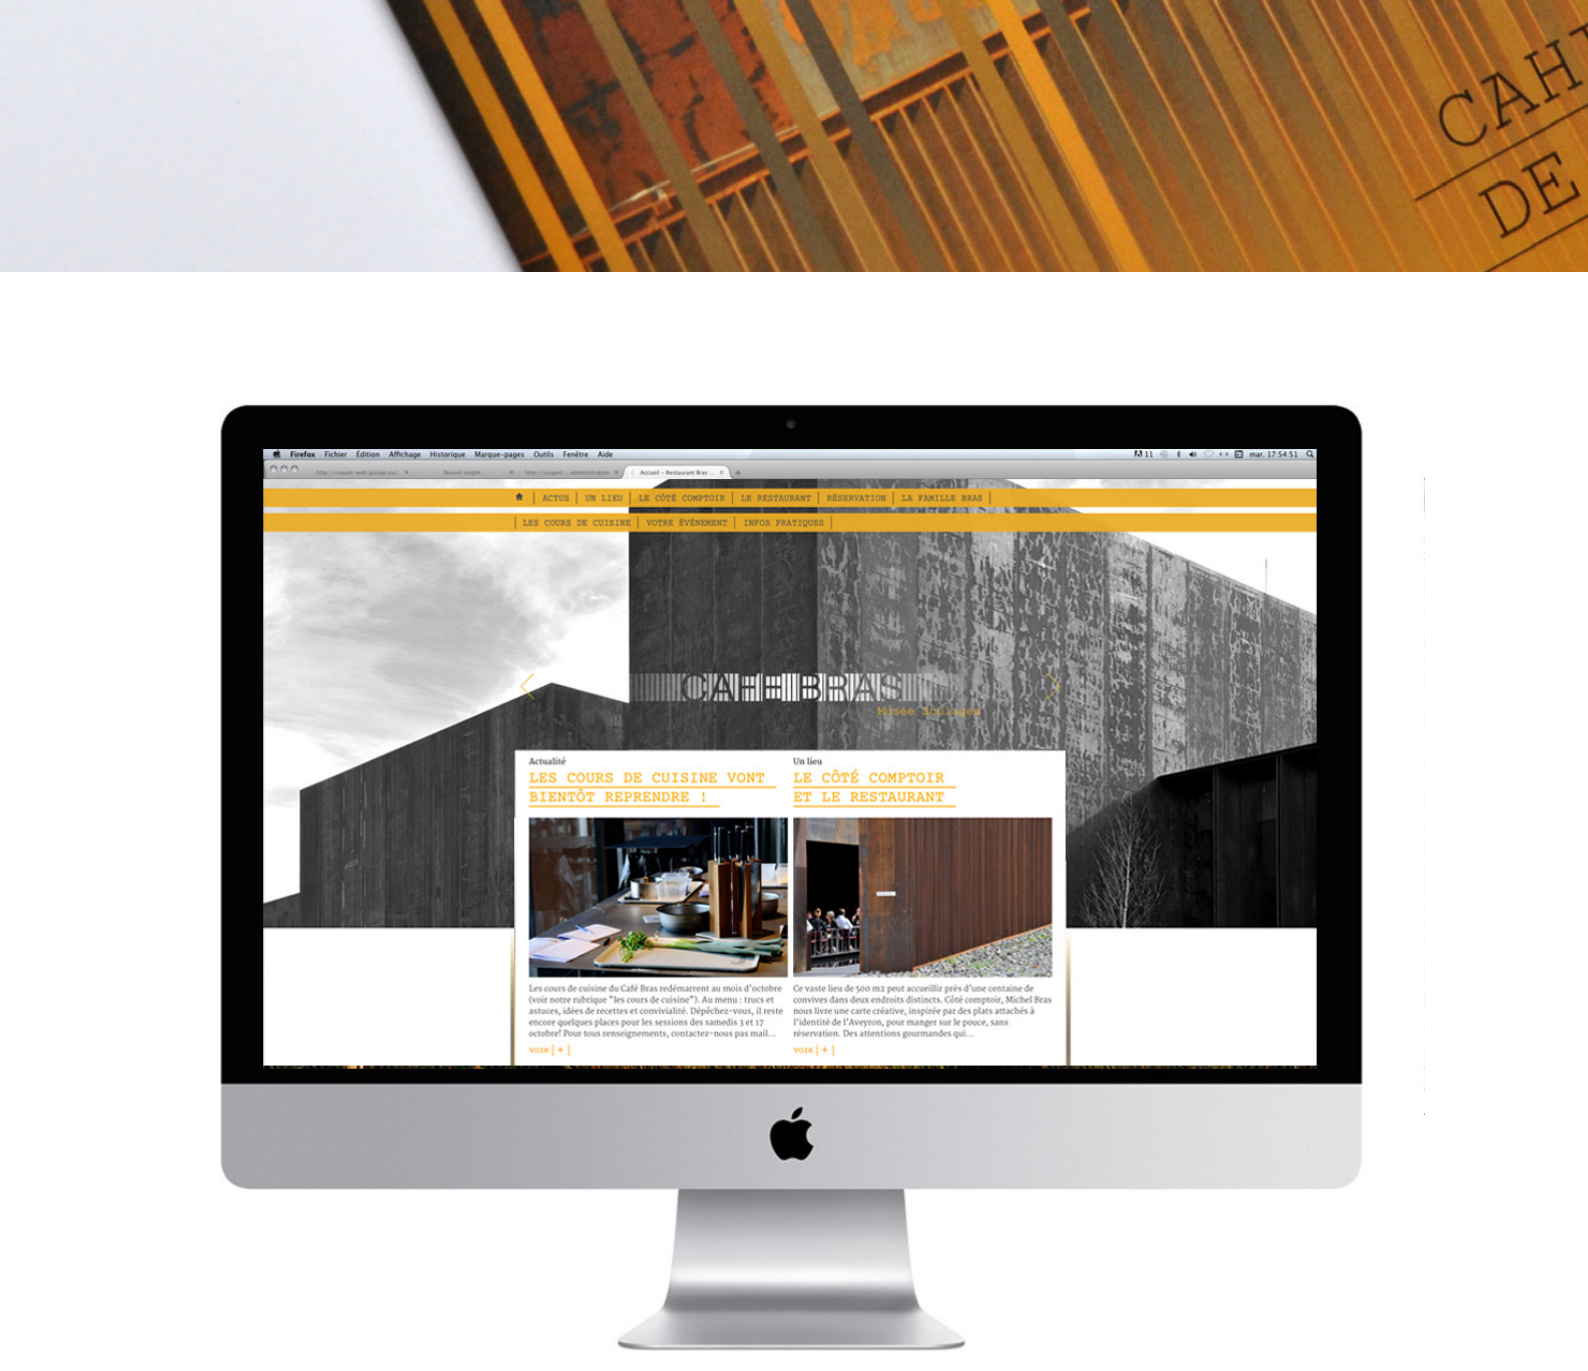 CAHI
DE
Firefox Fichier Édition Affichage Historique Marque-pages Outils Fenêtre Aide
11 mar. 17:54:51
Nouvel onglet
Accueil - Restaurant Bras ...
ACTUS | UN LIEU | LE CÔTÉ COMPTOIR | LE RESTAURANT | RÉSERVATION | LA FAMILLE BRAS |
| LES COURS DE CUISINE | VOTRE ÉVÉNEMENT | INFOS PRATIQUES |
CAFE BRAS
Musée Soulages
Actualité
LES COURS DE CUISINE VONT
BIENTÔT REPRENDRE !
Les cours de cuisine du Café Bras redémarrent au mois d'octobre
(voir notre rubrique "les cours de cuisine"). Au menu : trucs et
astuces, idées de recettes et convivialité. Dépêchez-vous, il reste
encore quelques places pour les sessions des samedis 3 et 17
octobre! Pour tous renseignements, contactez-nous pas mail...
VOIR | + |
Un lieu
LE CÔTÉ COMPTOIR
ET LE RESTAURANT
Ce vaste lieu de 500 m2 peut accueillir près d'une centaine de
convives dans deux endroits distincts. Côté comptoir, Michel Bras
nous livre une carte créative, inspirée par des plats attachés à
l'identité de l'Aveyron, pour manger sur le pouce, sans
réservation. Des attentions gourmandes qui...
VOIR | + |